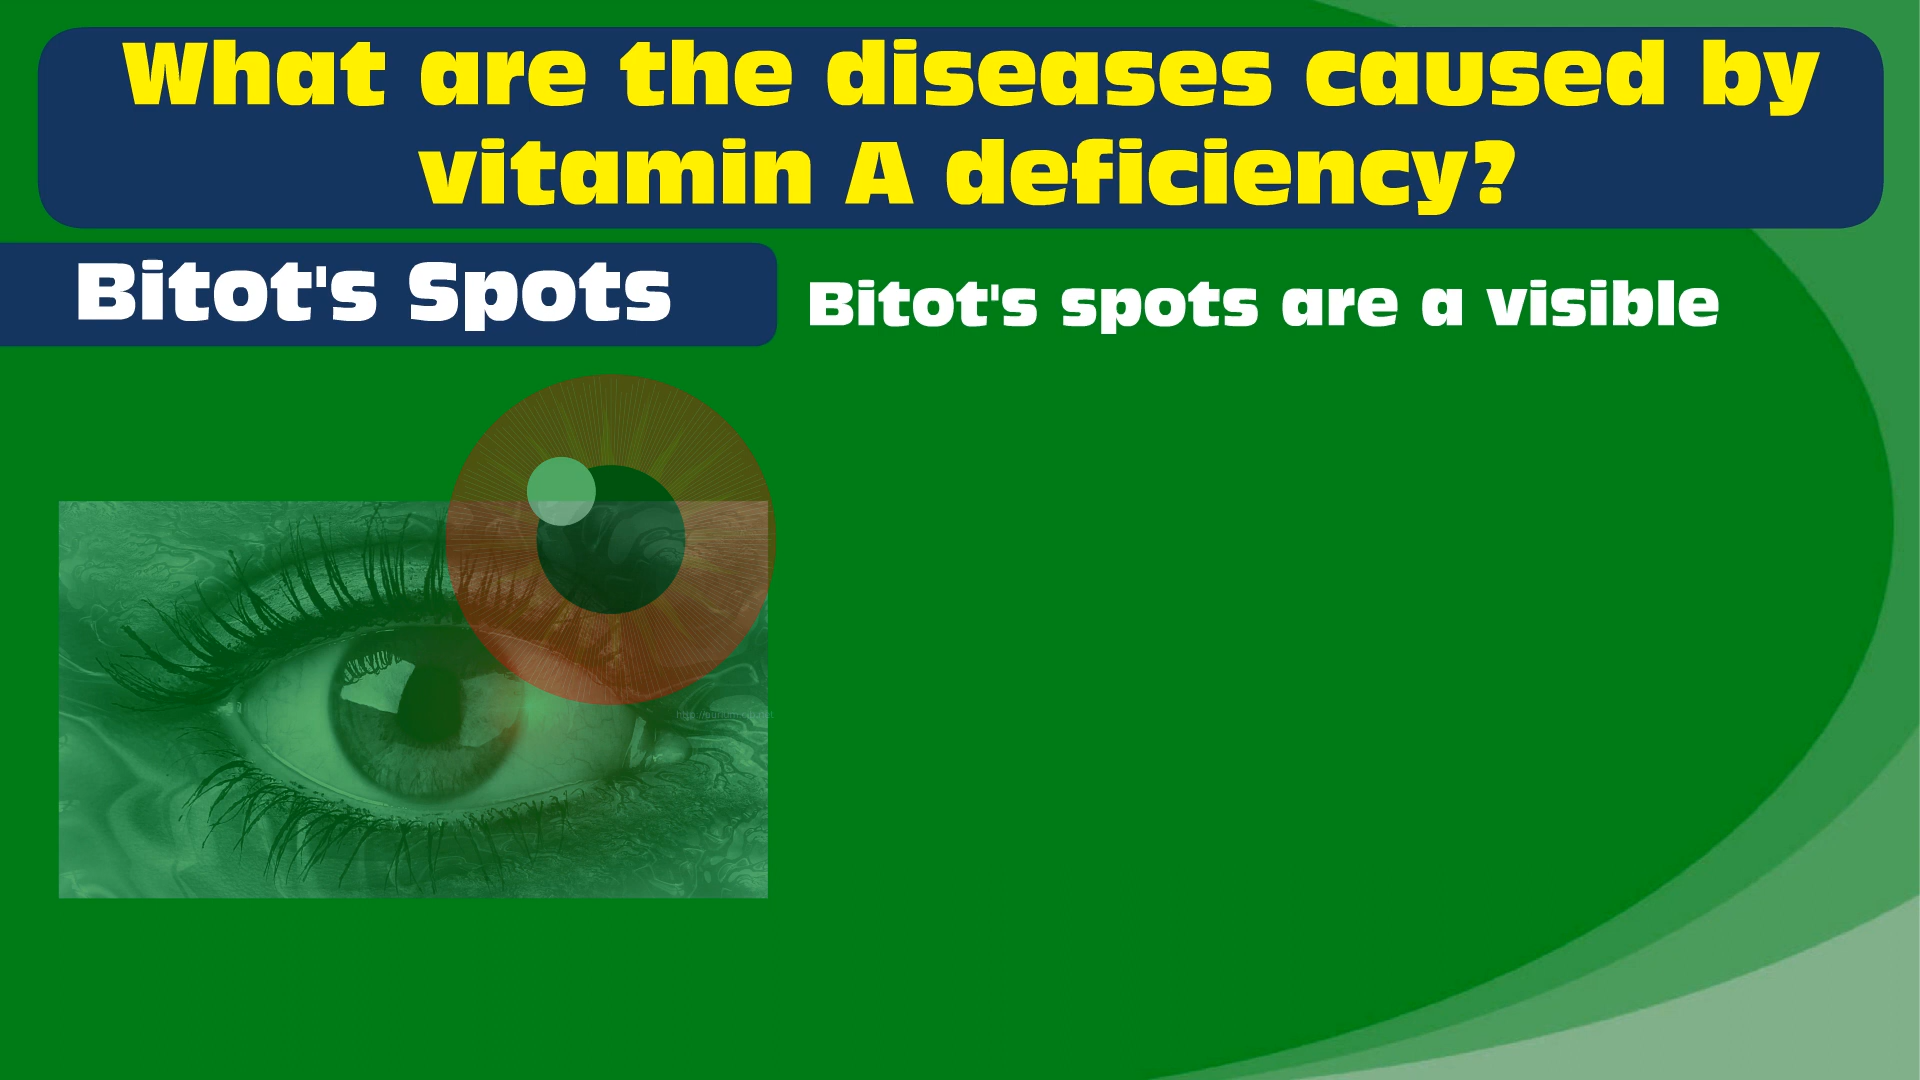 What are the diseases caused by
vitamin A deficiency?
Bitot's Spots
Bitot's spots are a visible